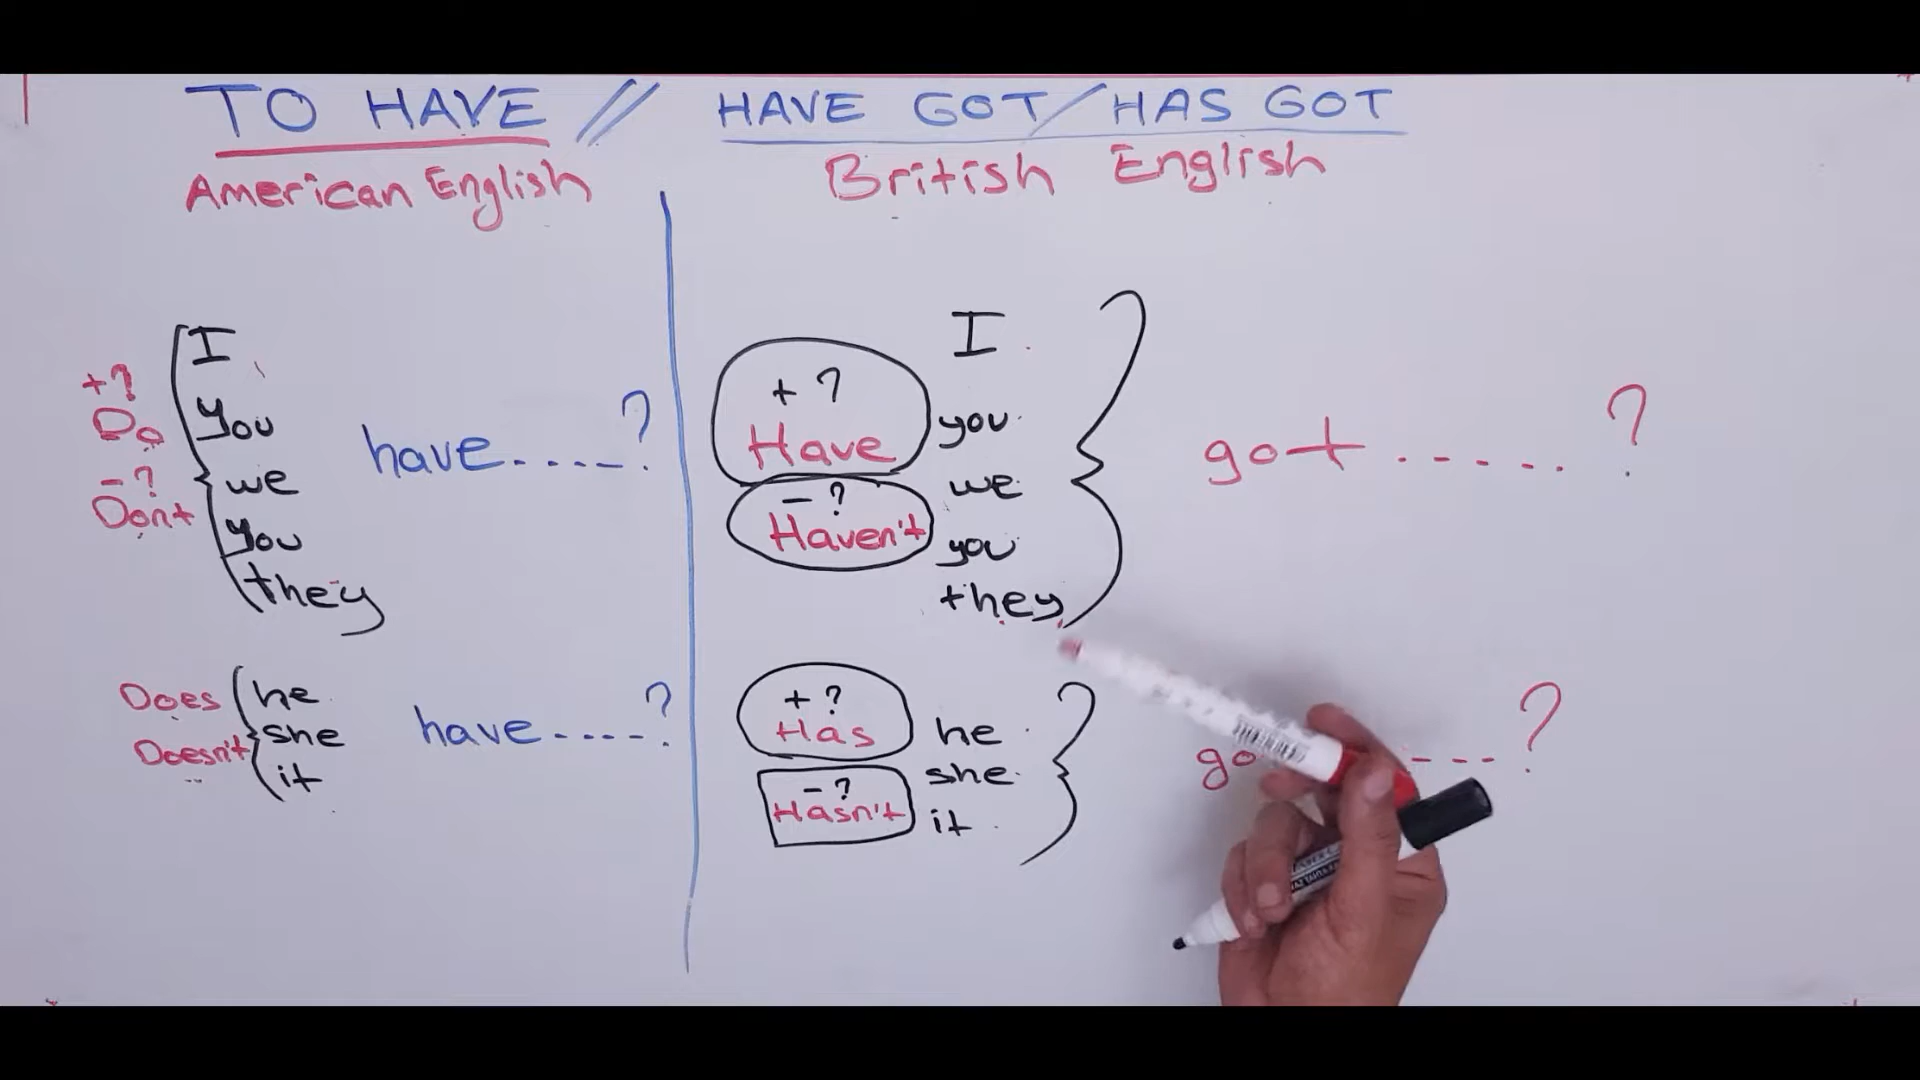 TO HAVE // HAVE GOT/HAS GOT
American English
British English
+?
Do
-?
Dont
I
you
we
you
they
have.....?
Does
Doesn't
he
she
it
have.....?
+?
Have
-?
Haven't
I
you
we
you
they
got......?
+?
Has
-?
Hasn't
he
she
it